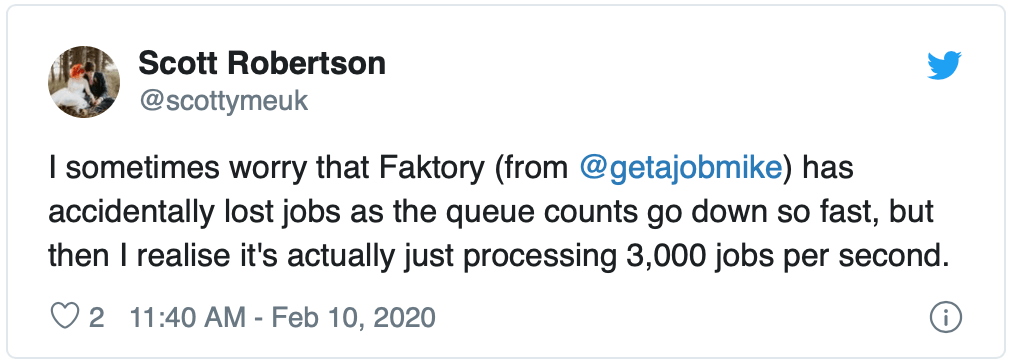 Scott Robertson
@scottymeuk
I sometimes worry that Faktory (from @getajobmike) has
accidentally lost jobs as the queue counts go down so fast, but
then I realise it's actually just processing 3,000 jobs per second.
2 11:40 AM - Feb 10, 2020